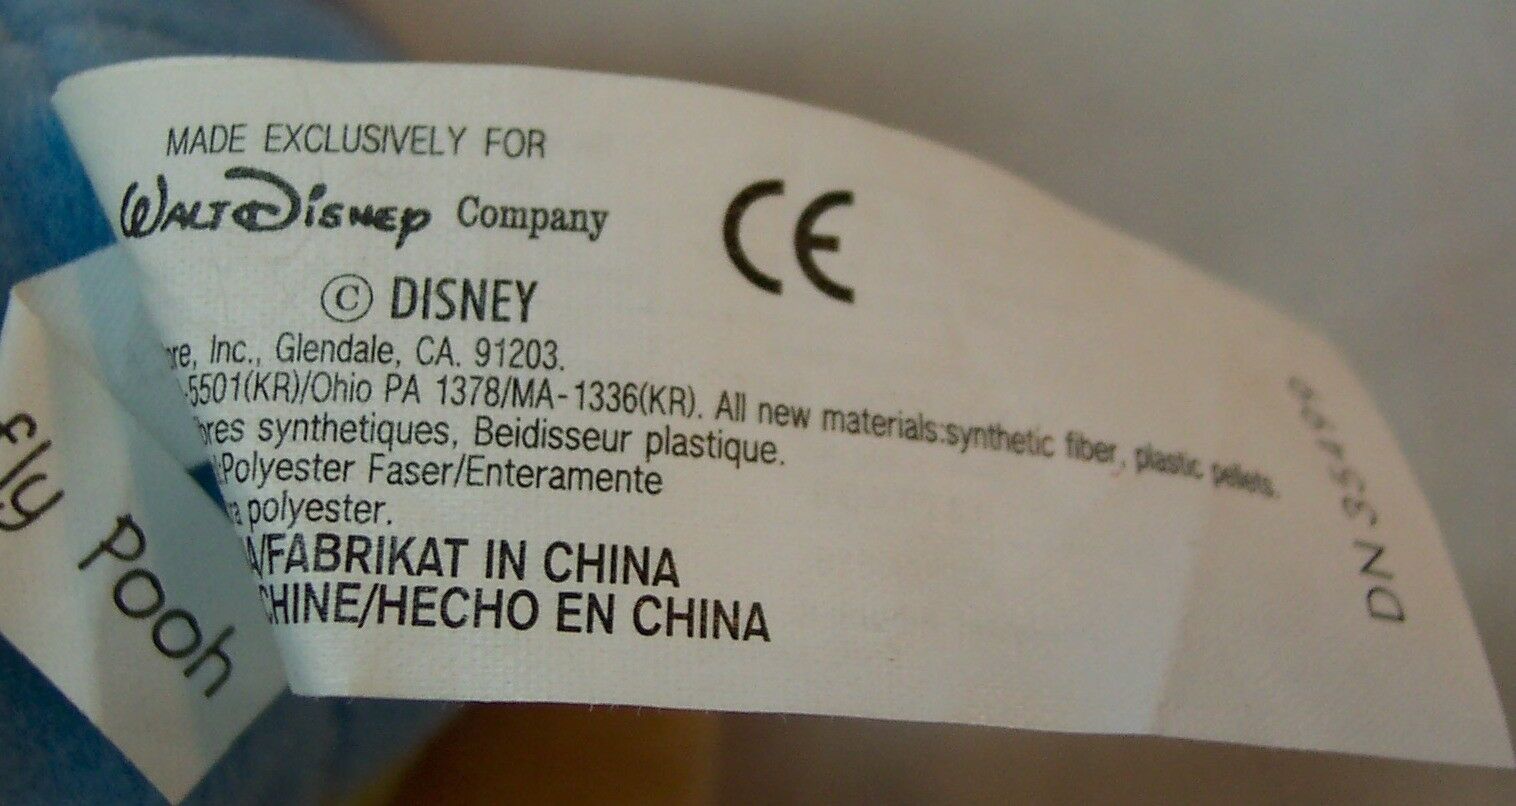 MADE EXCLUSIVELY FOR
WALT DISNEY Company
CE
© DISNEY
re, Inc., Glendale, CA. 91203.
-5501(KR)/Ohio PA 1378/MA-1336(KR). All new materials:synthetic fiber, plastic pellets.
bres synthetiques, Beidisseur plastique.
Polyester Faser/Enteramente
ra polyester.
A/FABRIKAT IN CHINA
CHINE/HECHO EN CHINA
fly Pooh
DN